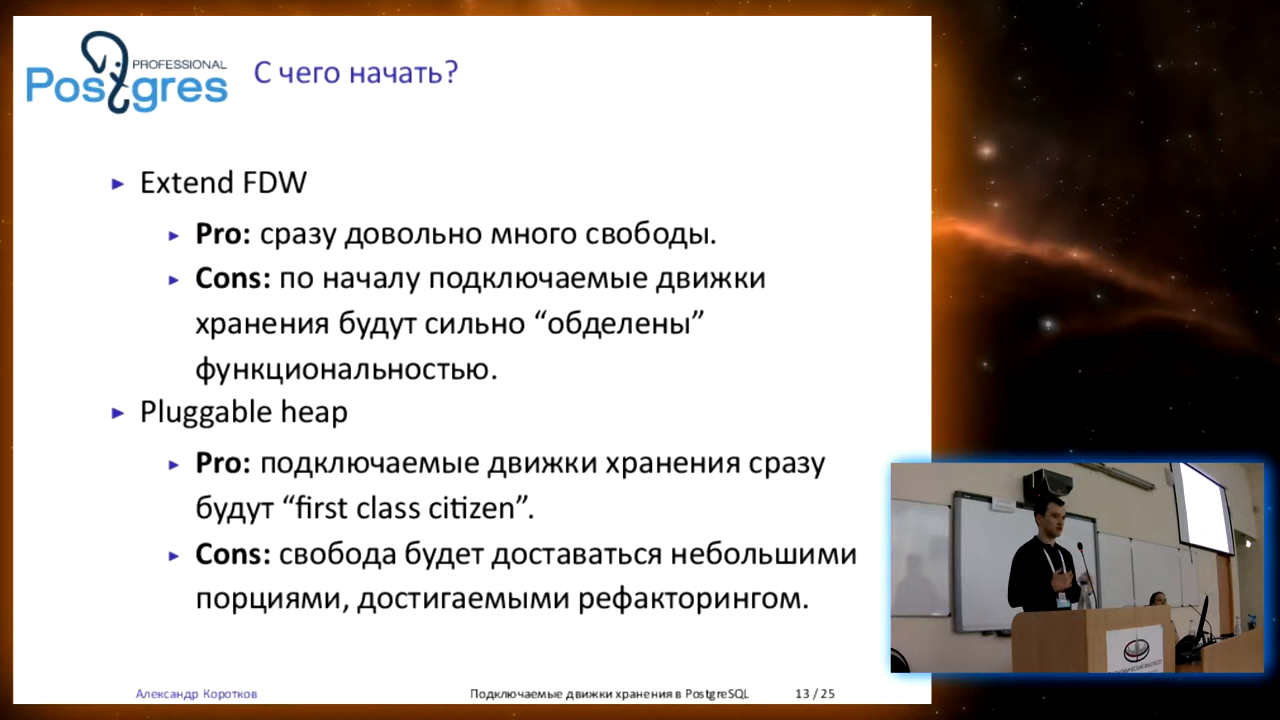 PROFESSIONAL
Postgres
С чего начать?
Extend FDW
Pro: сразу довольно много свободы.
Cons: по началу подключаемые движки
хранения будут сильно “обделены”
функциональностью.
Pluggable heap
Pro: подключаемые движки хранения сразу
будут “first class citizen”.
Cons: свобода будет доставаться небольшими
порциями, достигаемыми рефакторингом.
Александр Коротков
Подключаемые движки хранения в PostgreSQL
13 / 25